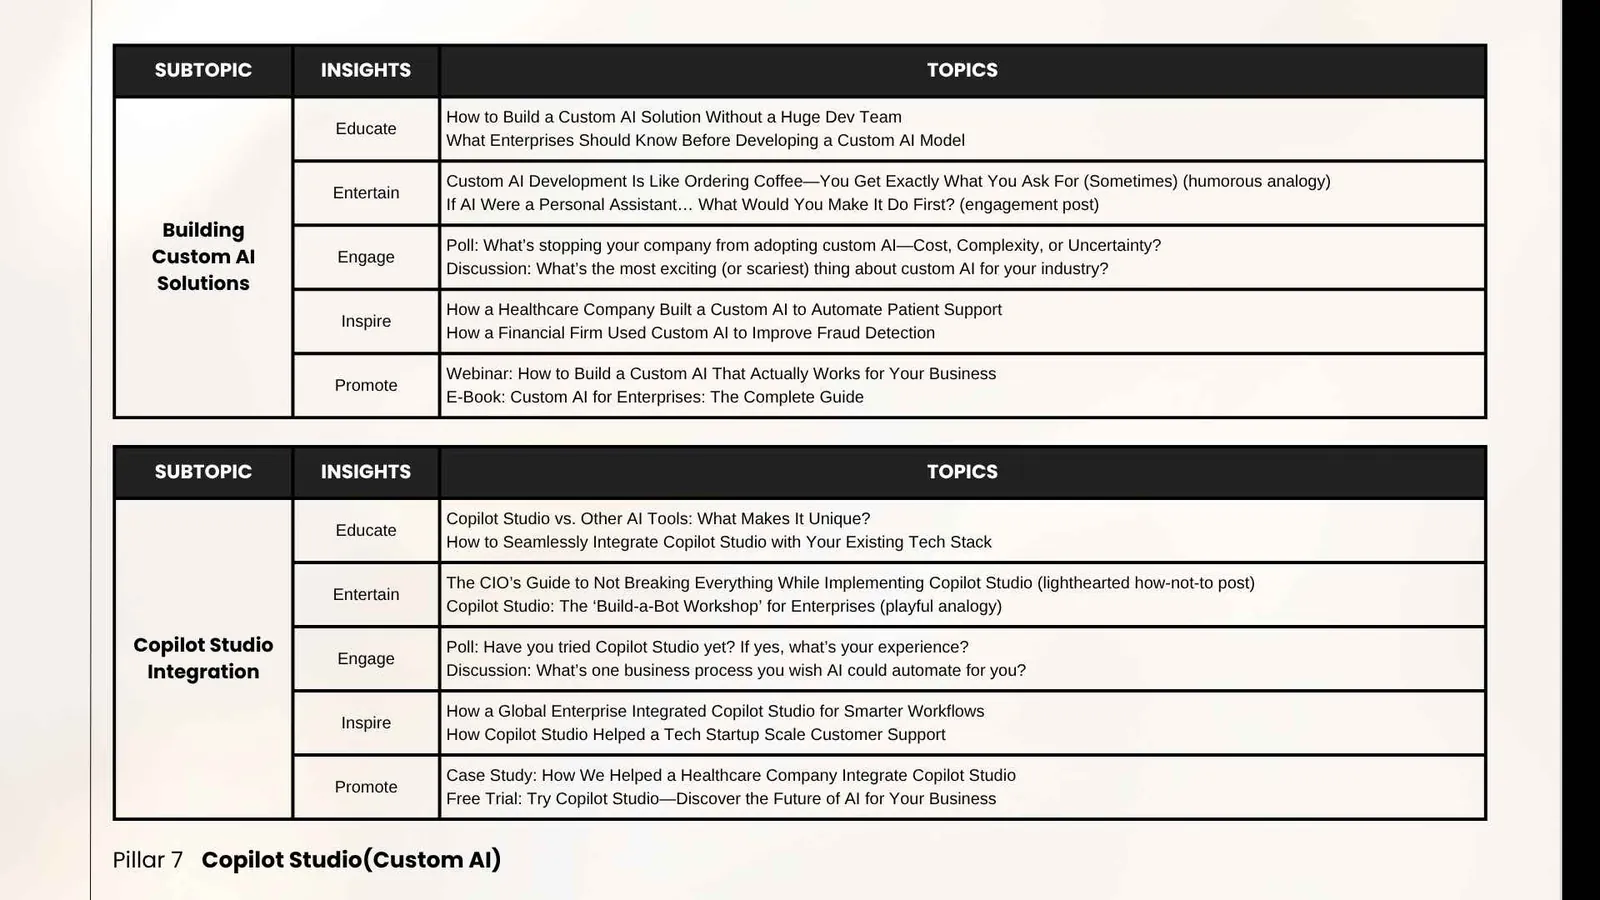 SUBTOPIC INSIGHTS TOPICS
Building
Custom AI
Solutions
Educate
How to Build a Custom AI Solution Without a Huge Dev Team
What Enterprises Should Know Before Developing a Custom AI Model
Entertain
Custom AI Development Is Like Ordering Coffee—You Get Exactly What You Ask For (Sometimes) (humorous analogy)
If AI Were a Personal Assistant… What Would You Make It Do First? (engagement post)
Engage
Poll: What’s stopping your company from adopting custom AI—Cost, Complexity, or Uncertainty?
Discussion: What’s the most exciting (or scariest) thing about custom AI for your industry?
Inspire
How a Healthcare Company Built a Custom AI to Automate Patient Support
How a Financial Firm Used Custom AI to Improve Fraud Detection
Promote
Webinar: How to Build a Custom AI That Actually Works for Your Business
E-Book: Custom AI for Enterprises: The Complete Guide
SUBTOPIC INSIGHTS TOPICS
Copilot Studio
Integration
Educate
Copilot Studio vs. Other AI Tools: What Makes It Unique?
How to Seamlessly Integrate Copilot Studio with Your Existing Tech Stack
Entertain
The CIO’s Guide to Not Breaking Everything While Implementing Copilot Studio (lighthearted how-not-to post)
Copilot Studio: The ‘Build-a-Bot Workshop’ for Enterprises (playful analogy)
Engage
Poll: Have you tried Copilot Studio yet? If yes, what’s your experience?
Discussion: What’s one business process you wish AI could automate for you?
Inspire
How a Global Enterprise Integrated Copilot Studio for Smarter Workflows
How Copilot Studio Helped a Tech Startup Scale Customer Support
Promote
Case Study: How We Helped a Healthcare Company Integrate Copilot Studio
Free Trial: Try Copilot Studio—Discover the Future of AI for Your Business
Pillar 7 Copilot Studio(Custom AI)